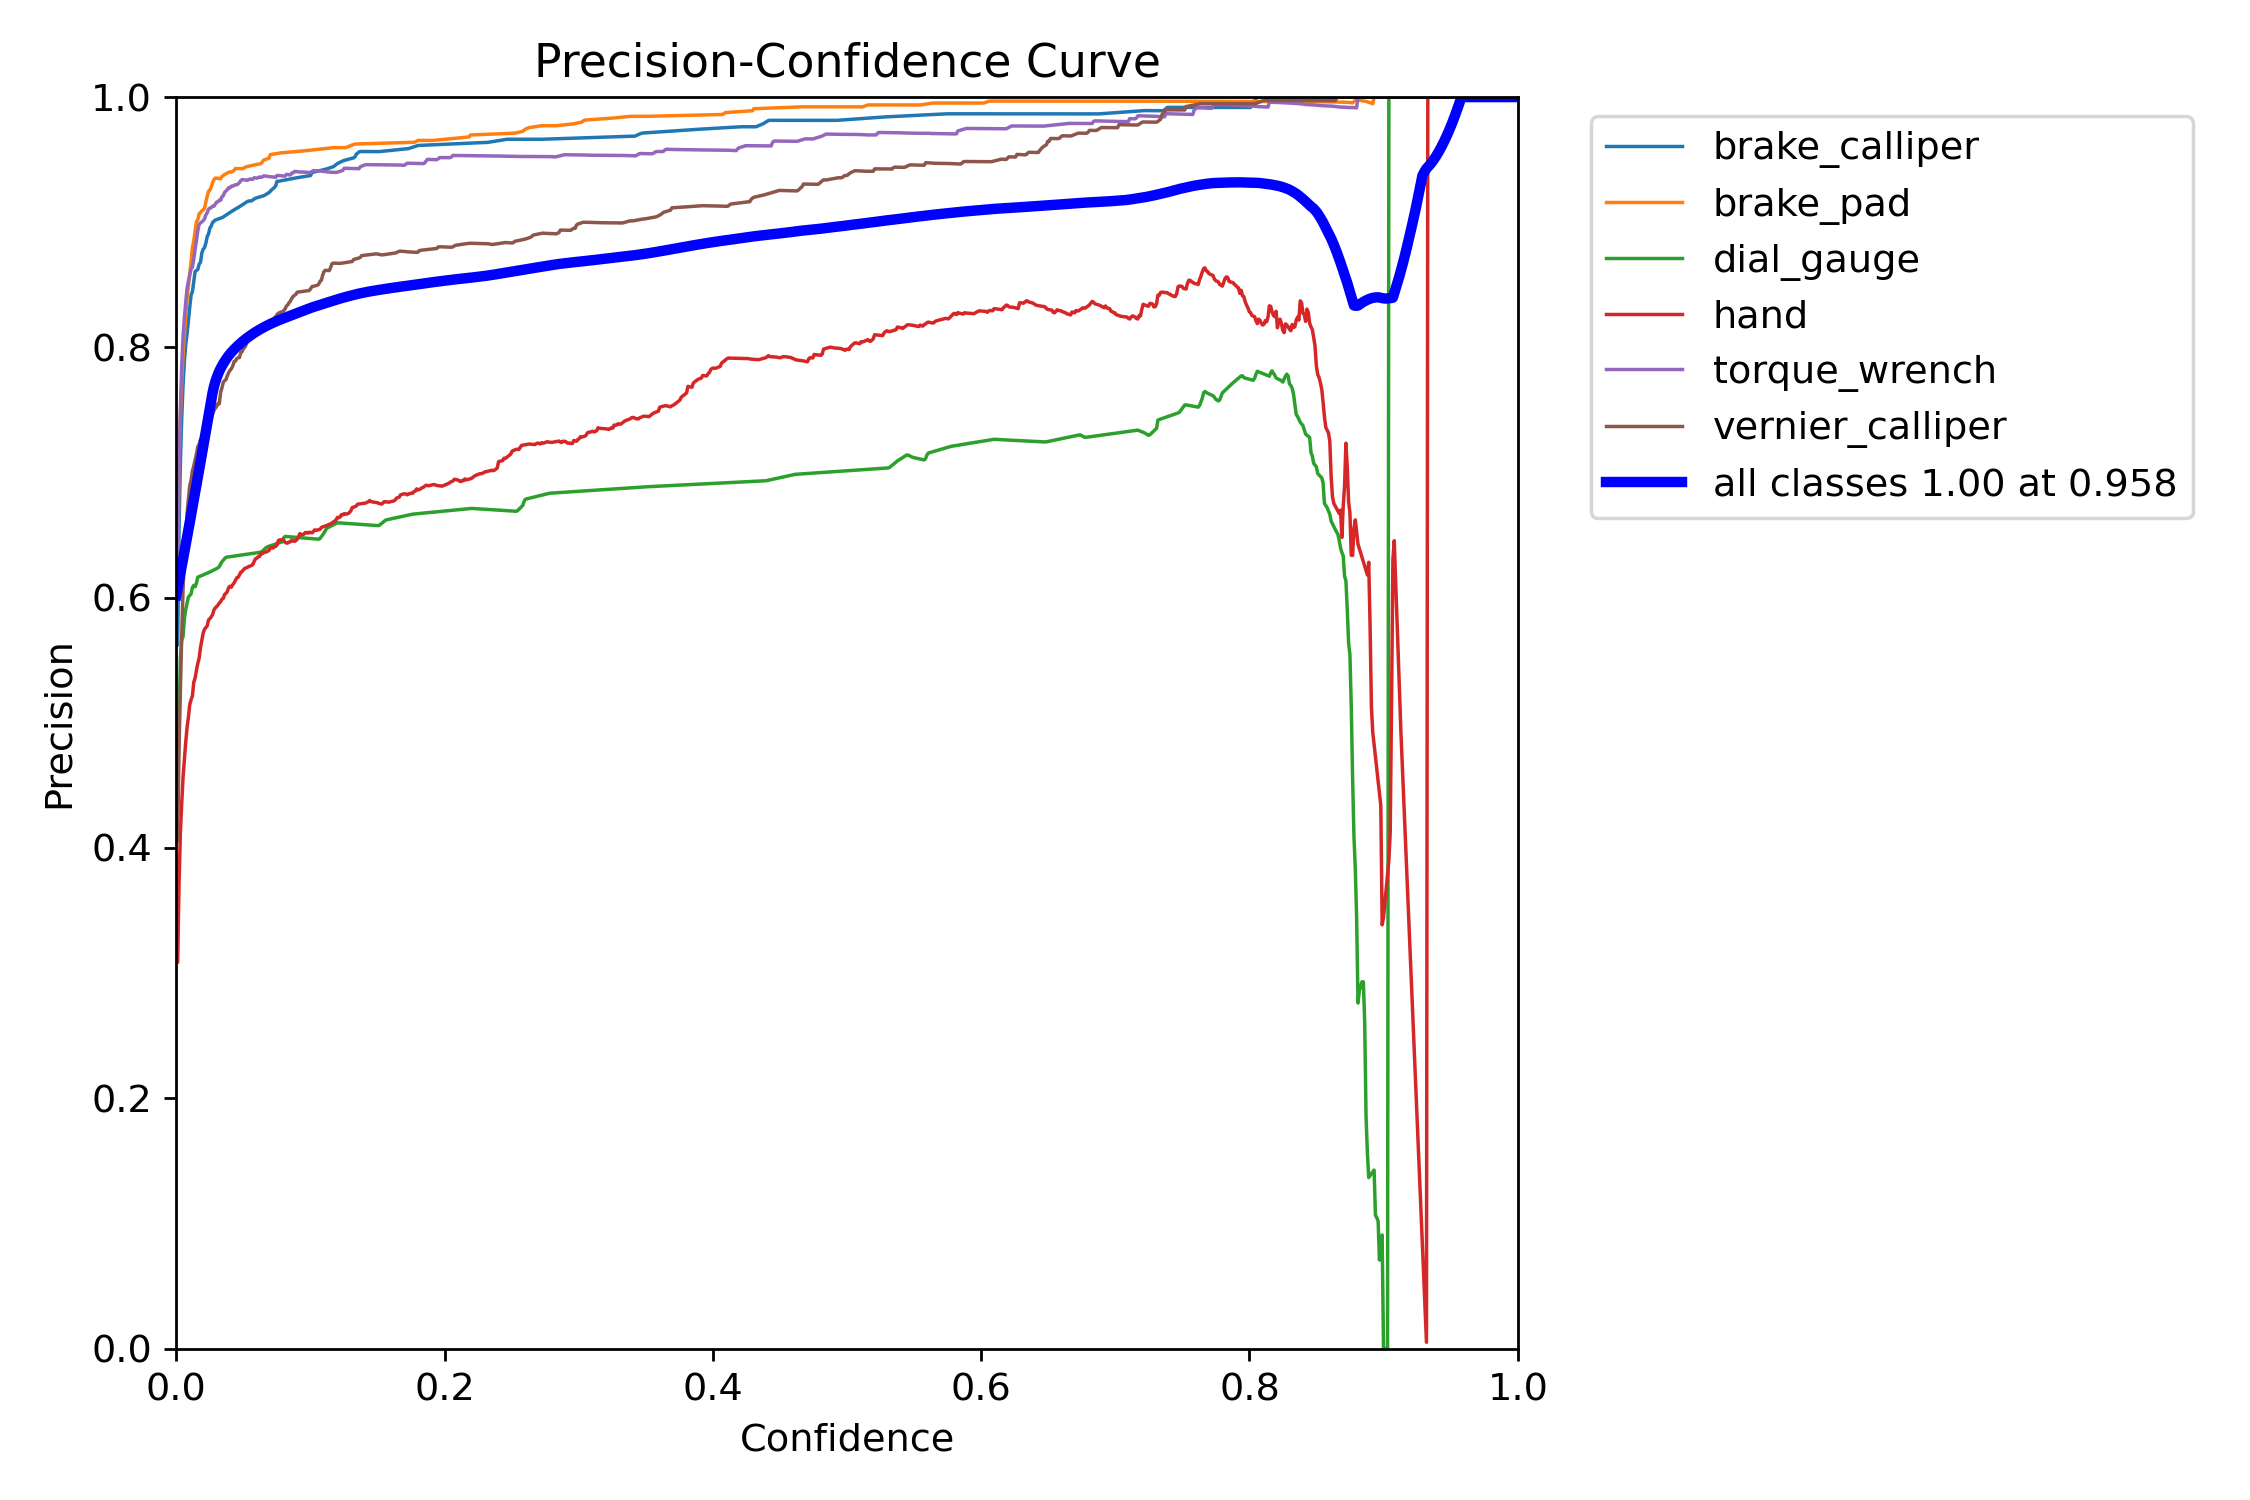 Precision-Confidence Curve
1.0
0.8
0.6
0.4
0.2
0.0
Precision
0.0 0.2 0.4 0.6 0.8 1.0
Confidence
brake_calliper
brake_pad
dial_gauge
hand
torque_wrench
vernier_calliper
all classes 1.00 at 0.958